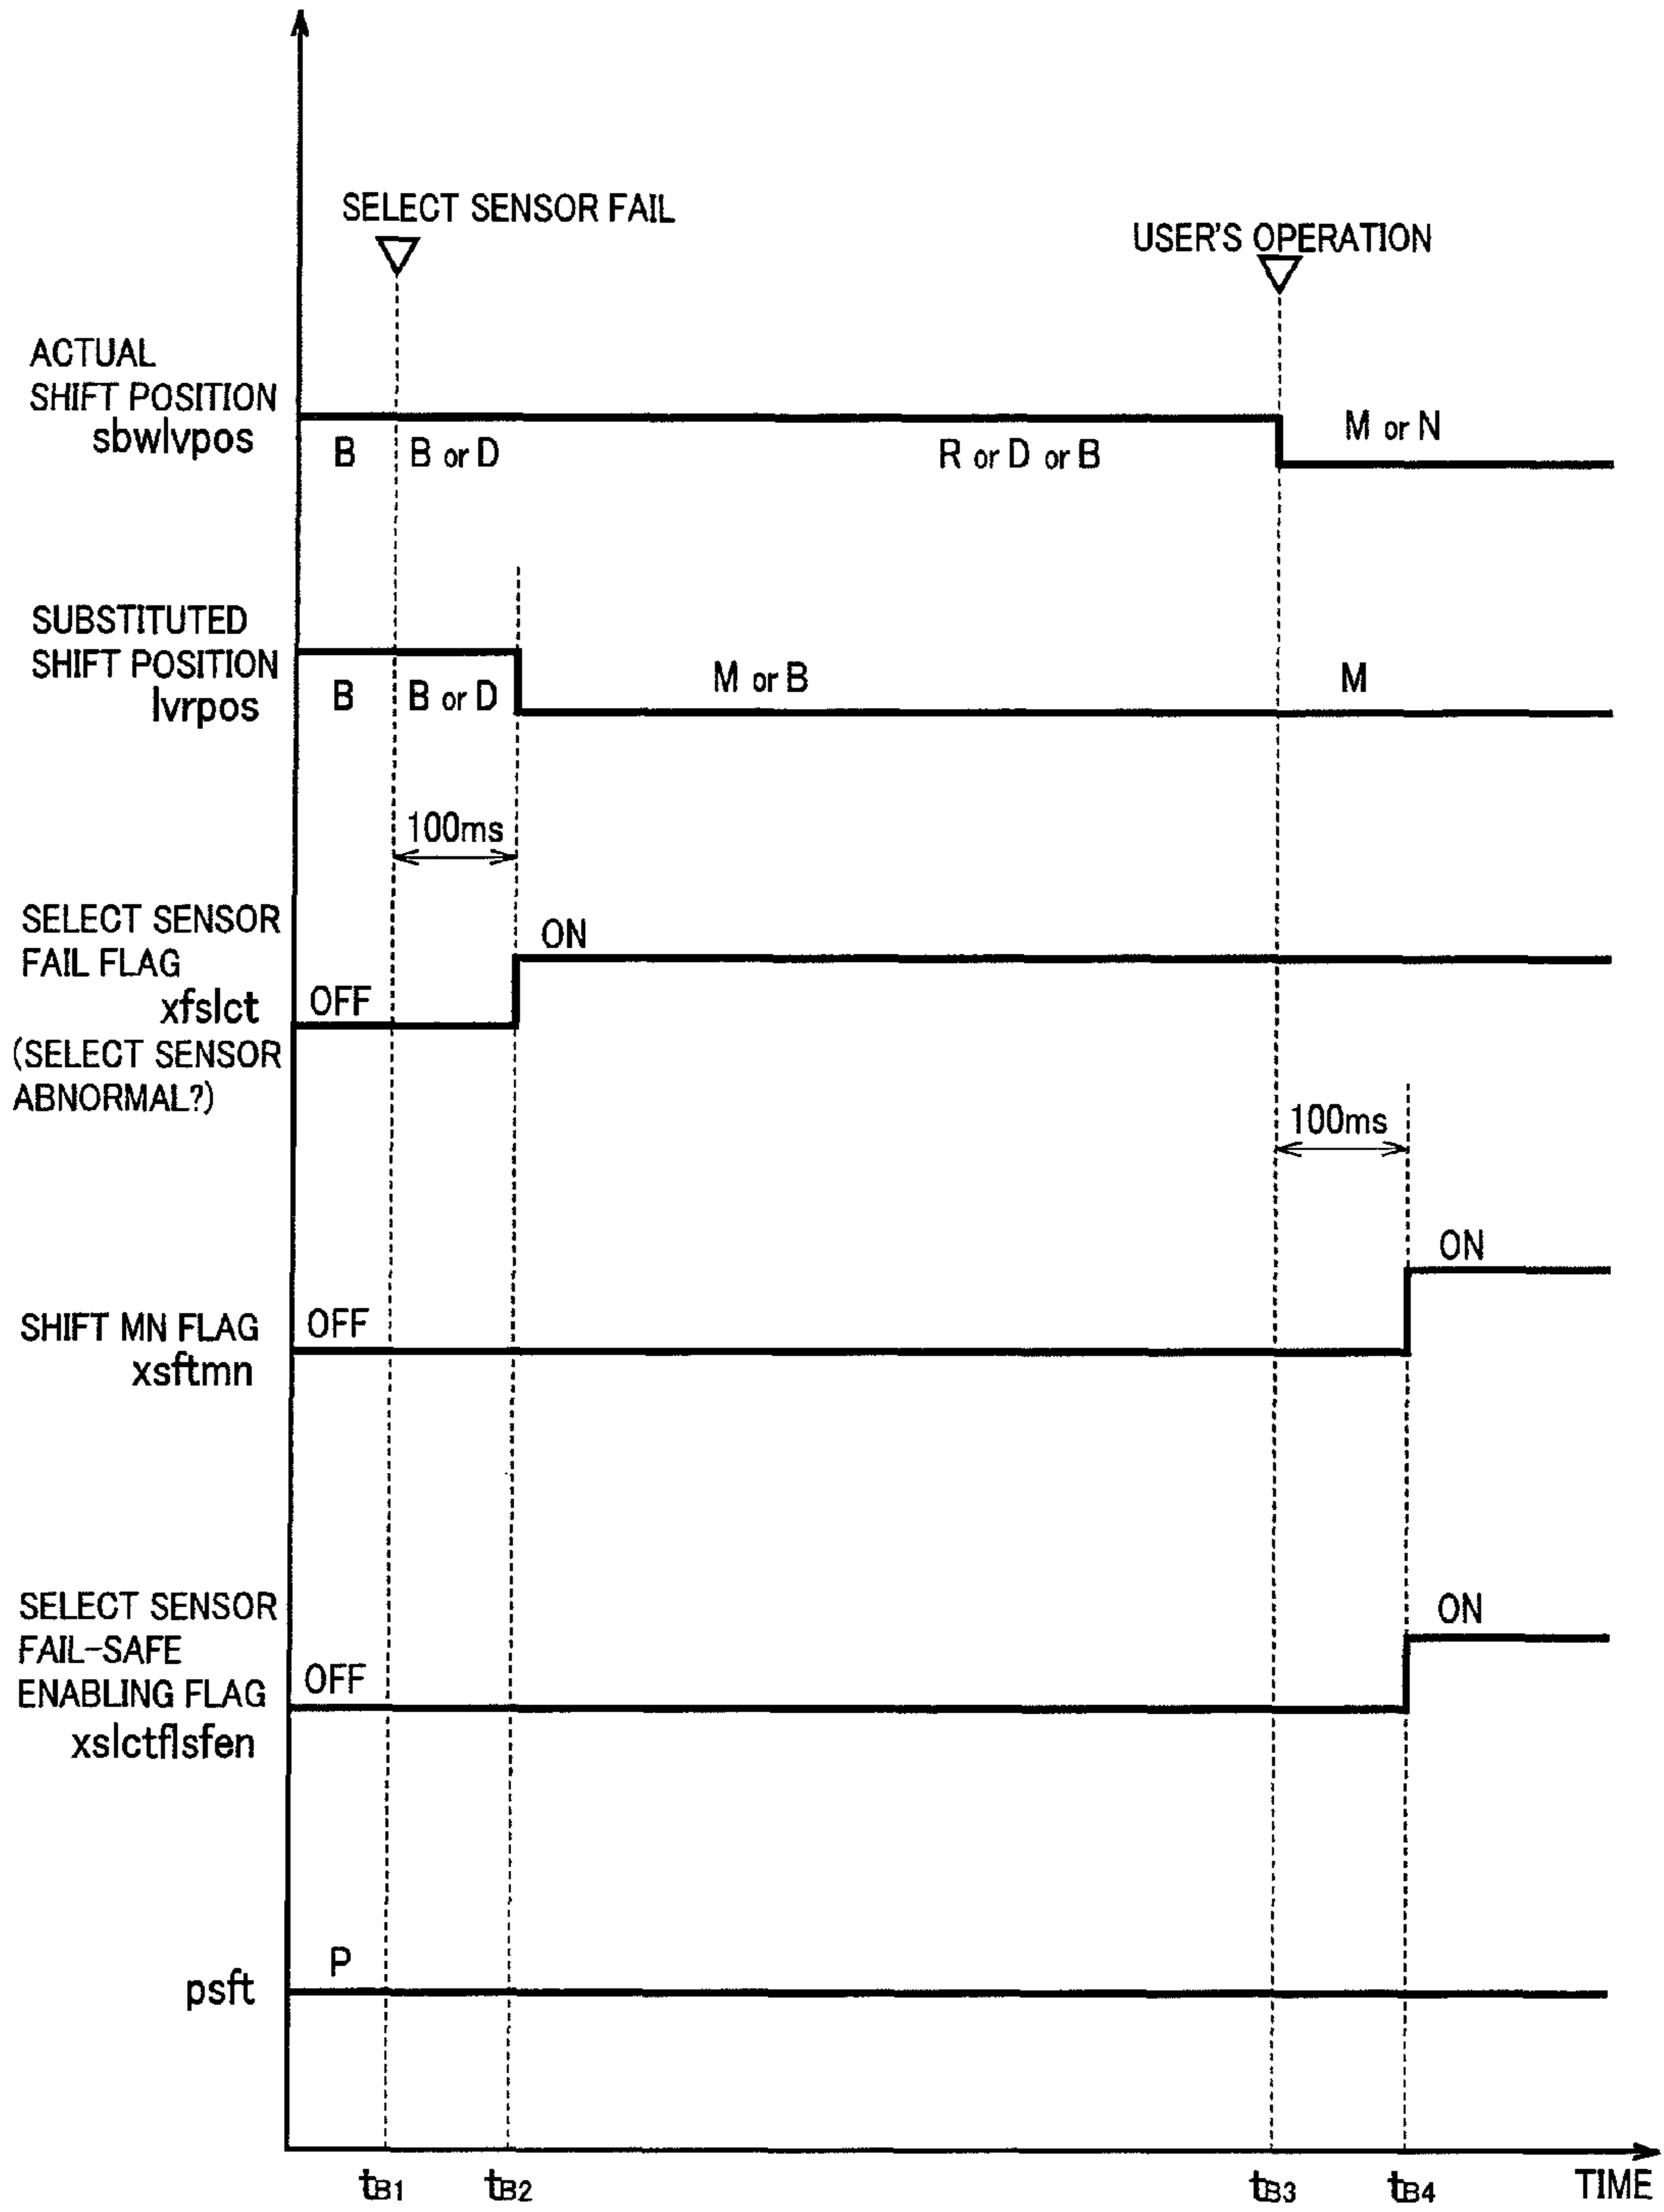 SELECT SENSOR FAIL
USER'S OPERATION
ACTUAL
SHIFT POSITION
sbwlvpos
B
B or D
R or D or B
M or N
SUBSTITUTED
SHIFT POSITION
lvrpos
B
B or D
M or B
M
100ms
SELECT SENSOR
FAIL FLAG
xfslct
(SELECT SENSOR
ABNORMAL?)
OFF
ON
100ms
SHIFT MN FLAG
xsftmn
OFF
ON
SELECT SENSOR
FAIL-SAFE
ENABLING FLAG
xslctflsfen
OFF
ON
psft
P
tB1
tB2
tB3
tB4
TIME